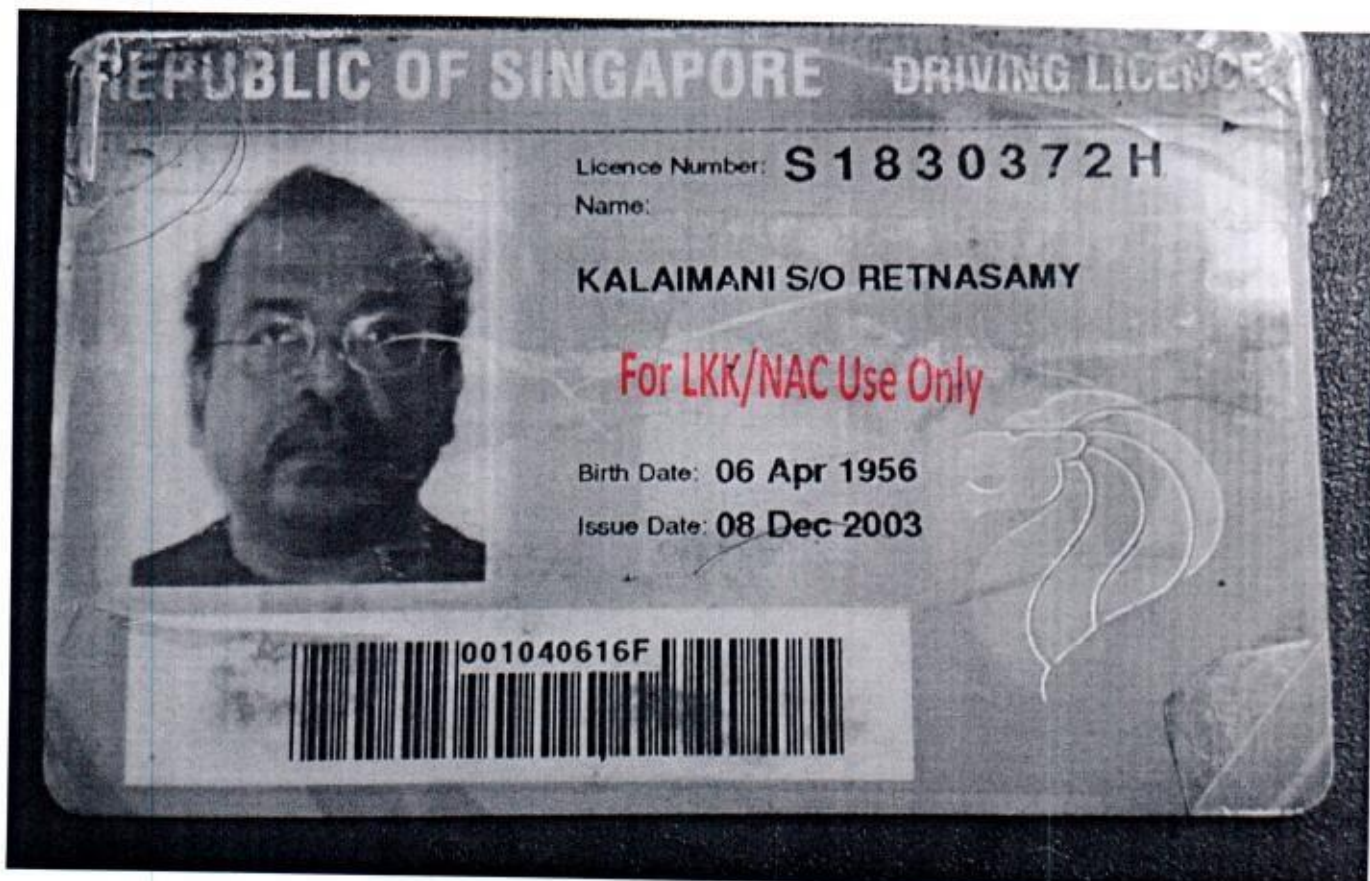 REPUBLIC OF SINGAPORE DRIVING LICENCE
Licence Number: S1830372H
Name:
KALAIMANI S/O RETNASAMY
For LKK/NAC Use Only
Birth Date: 06 Apr 1956
Issue Date: 08 Dec 2003
001040616F